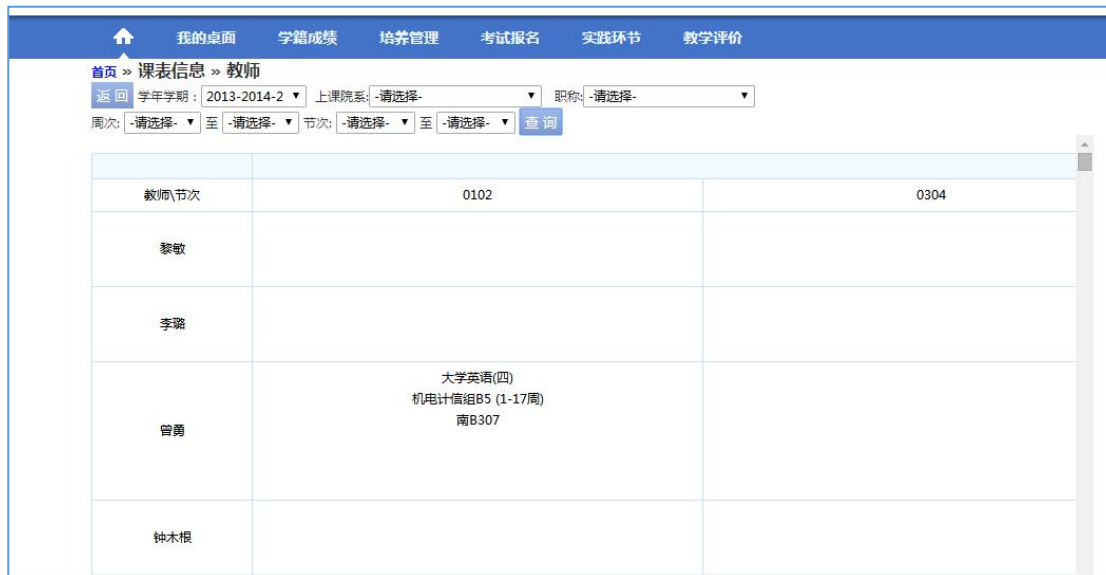 我的桌面 学籍成绩 培养管理 考试报名 实践环节 教学评价
首页 » 课表信息 » 教师
返 回 学年学期：2013-2014-2 上课院系:-请选择- 职称:-请选择-
周次: -请选择- 至 -请选择- 节次: -请选择- 至 -请选择- 查 询
教师\节次 0102 0304
黎敏
李璐
大学英语(四)
机电计信组B5 (1-17周)
南B307
曾勇
钟木根